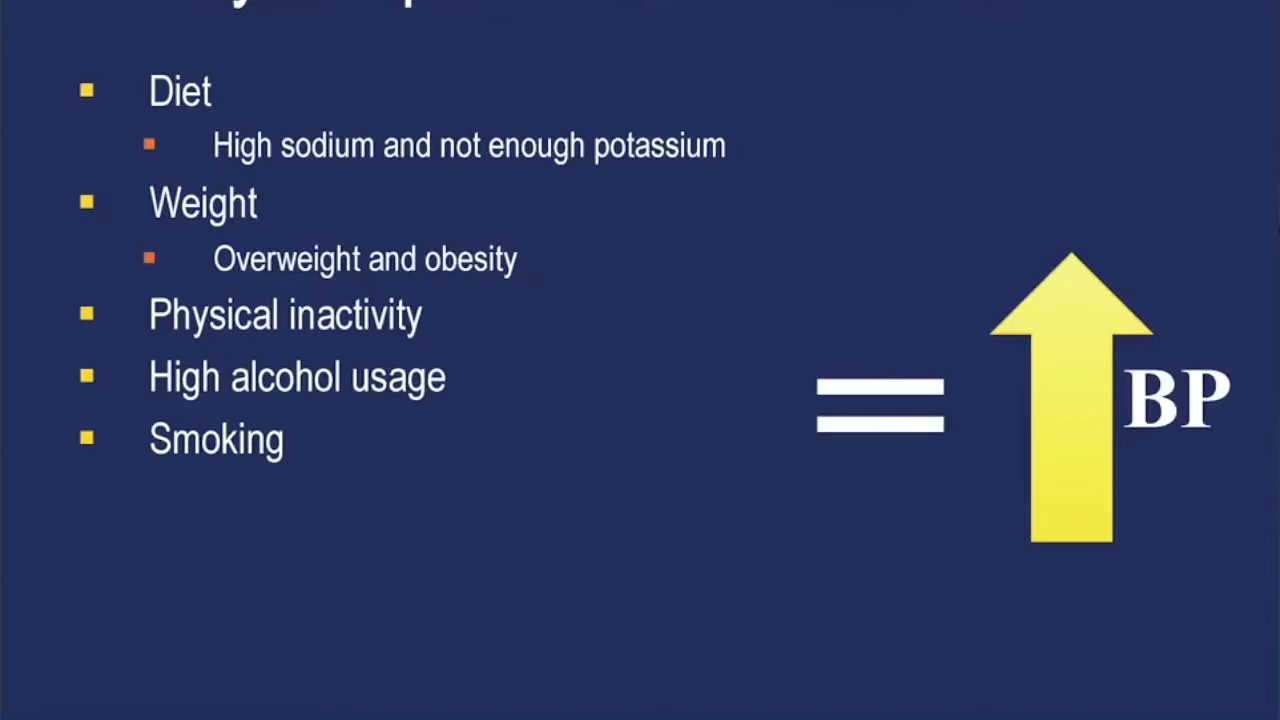 Diet
High sodium and not enough potassium
Weight
Overweight and obesity
Physical inactivity
High alcohol usage
Smoking
= BP